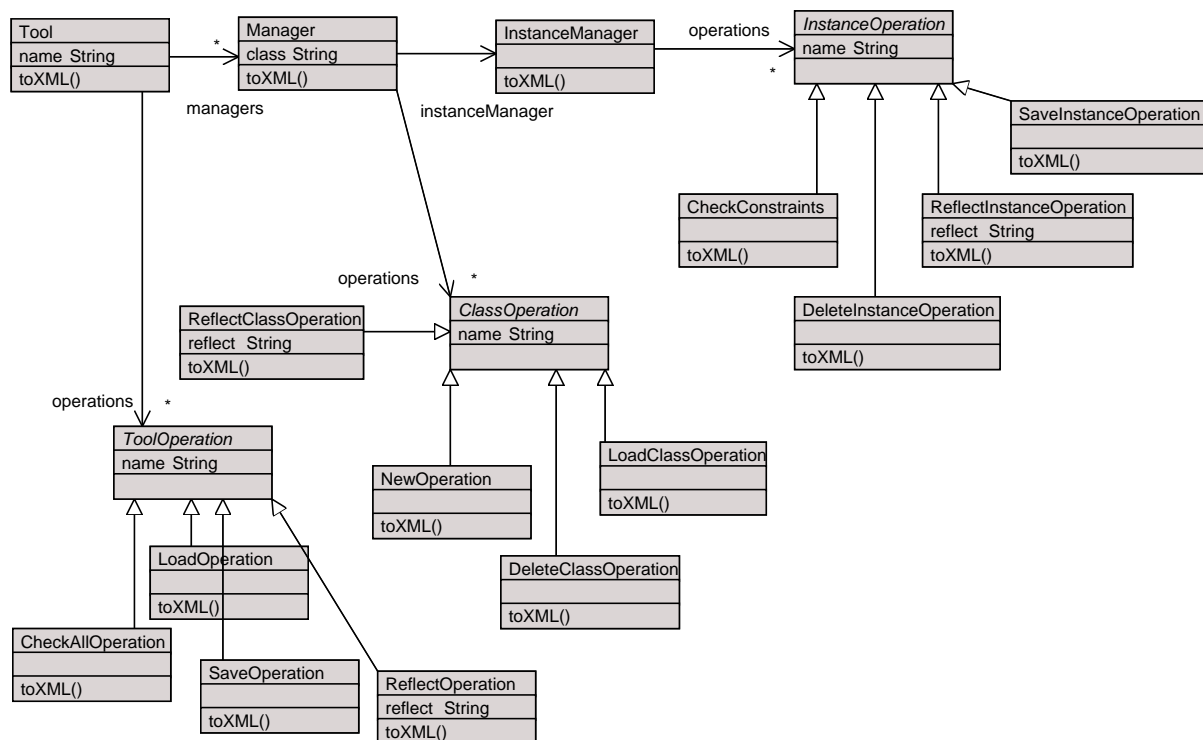 Tool
name String
toXML()
*
managers
Manager
class String
toXML()
instanceManager
InstanceManager
toXML()
operations
*
InstanceOperation
name String
SaveInstanceOperation
toXML()
CheckConstraints
toXML()
ReflectInstanceOperation
reflect String
toXML()
DeleteInstanceOperation
toXML()
operations
*
ClassOperation
name String
ReflectClassOperation
reflect String
toXML()
operations
*
ToolOperation
name String
NewOperation
toXML()
LoadClassOperation
toXML()
DeleteClassOperation
toXML()
LoadOperation
toXML()
CheckAllOperation
toXML()
SaveOperation
toXML()
ReflectOperation
reflect String
toXML()